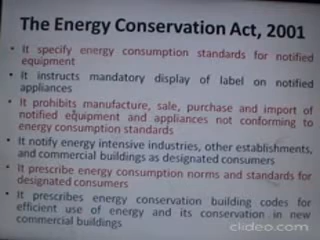 The Energy Conservation Act, 2001
• It specify energy consumption standards for notified
equipment
• It instructs mandatory display of label on notified
appliances
• It prohibits manufacture, sale, purchase and import of
notified equipment and appliances not conforming to
energy consumption standards
• It notify energy intensive industries, other establishments,
and commercial buildings as designated consumers
• It prescribe energy consumption norms and standards for
designated consumers
• It prescribes energy conservation building codes for
efficient use of energy and its conservation in new
commercial buildings
clideo.com